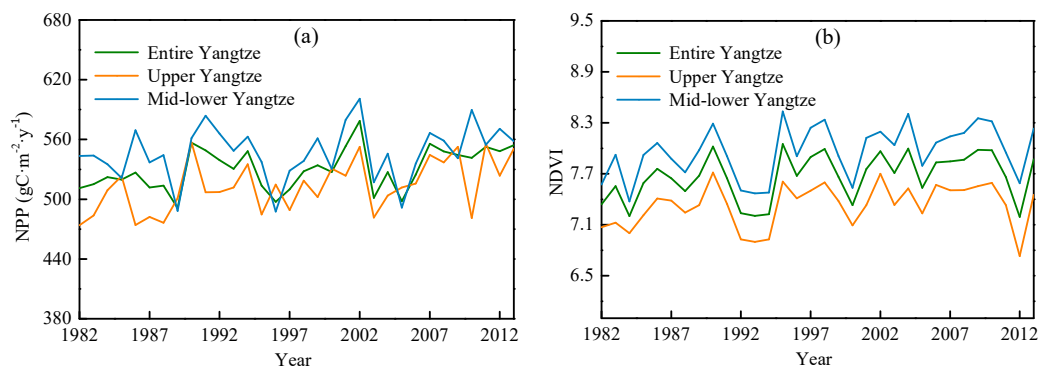 (a)
Entire Yangtze
Upper Yangtze
Mid-lower Yangtze
NPP (gC·m⁻²·y⁻¹)
680
620
560
500
440
380
1982 1987 1992 1997 2002 2007 2012
Year
(b)
Entire Yangtze
Upper Yangtze
Mid-lower Yangtze
NDVI
9.5
8.9
8.3
7.7
7.1
6.5
1982 1987 1992 1997 2002 2007 2012
Year